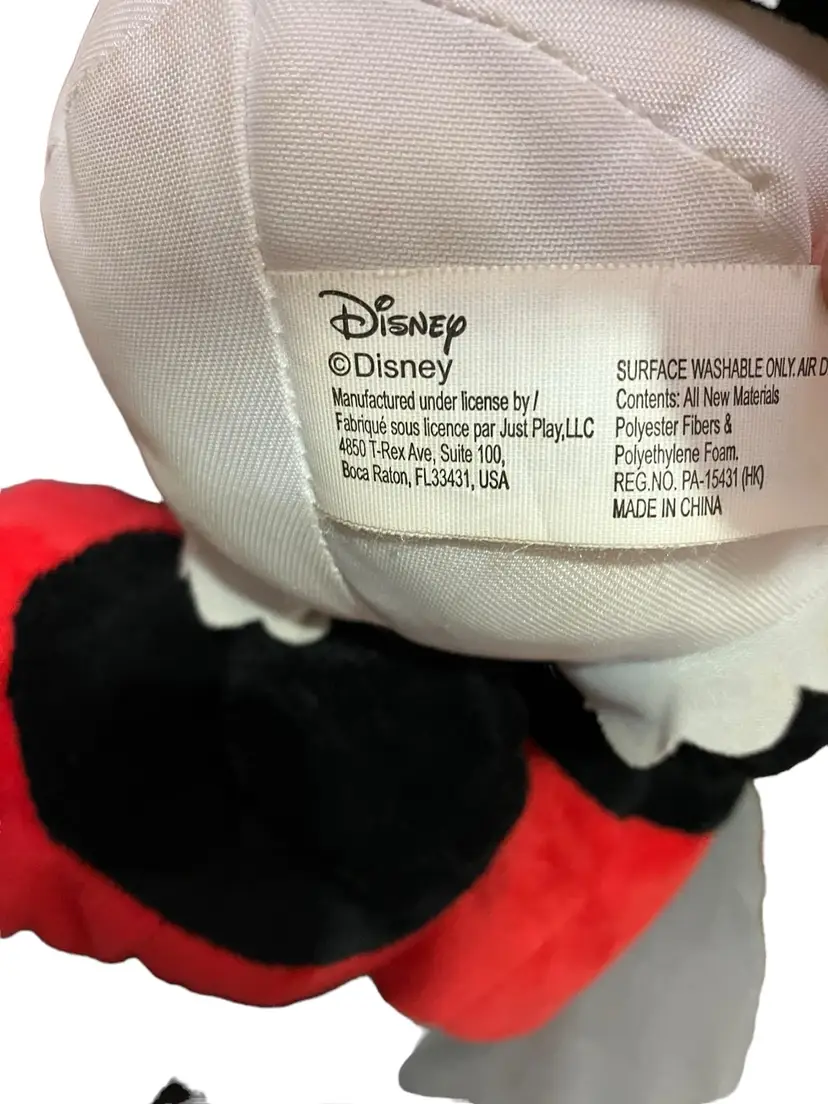 Disney
©Disney
Manufactured under license by /
Fabriqué sous licence par Just Play,LLC
4850 T-Rex Ave, Suite 100,
Boca Raton, FL33431, USA
SURFACE WASHABLE ONLY. AIR D
Contents: All New Materials
Polyester Fibers &
Polyethylene Foam.
REG.NO. PA-15431 (HK)
MADE IN CHINA